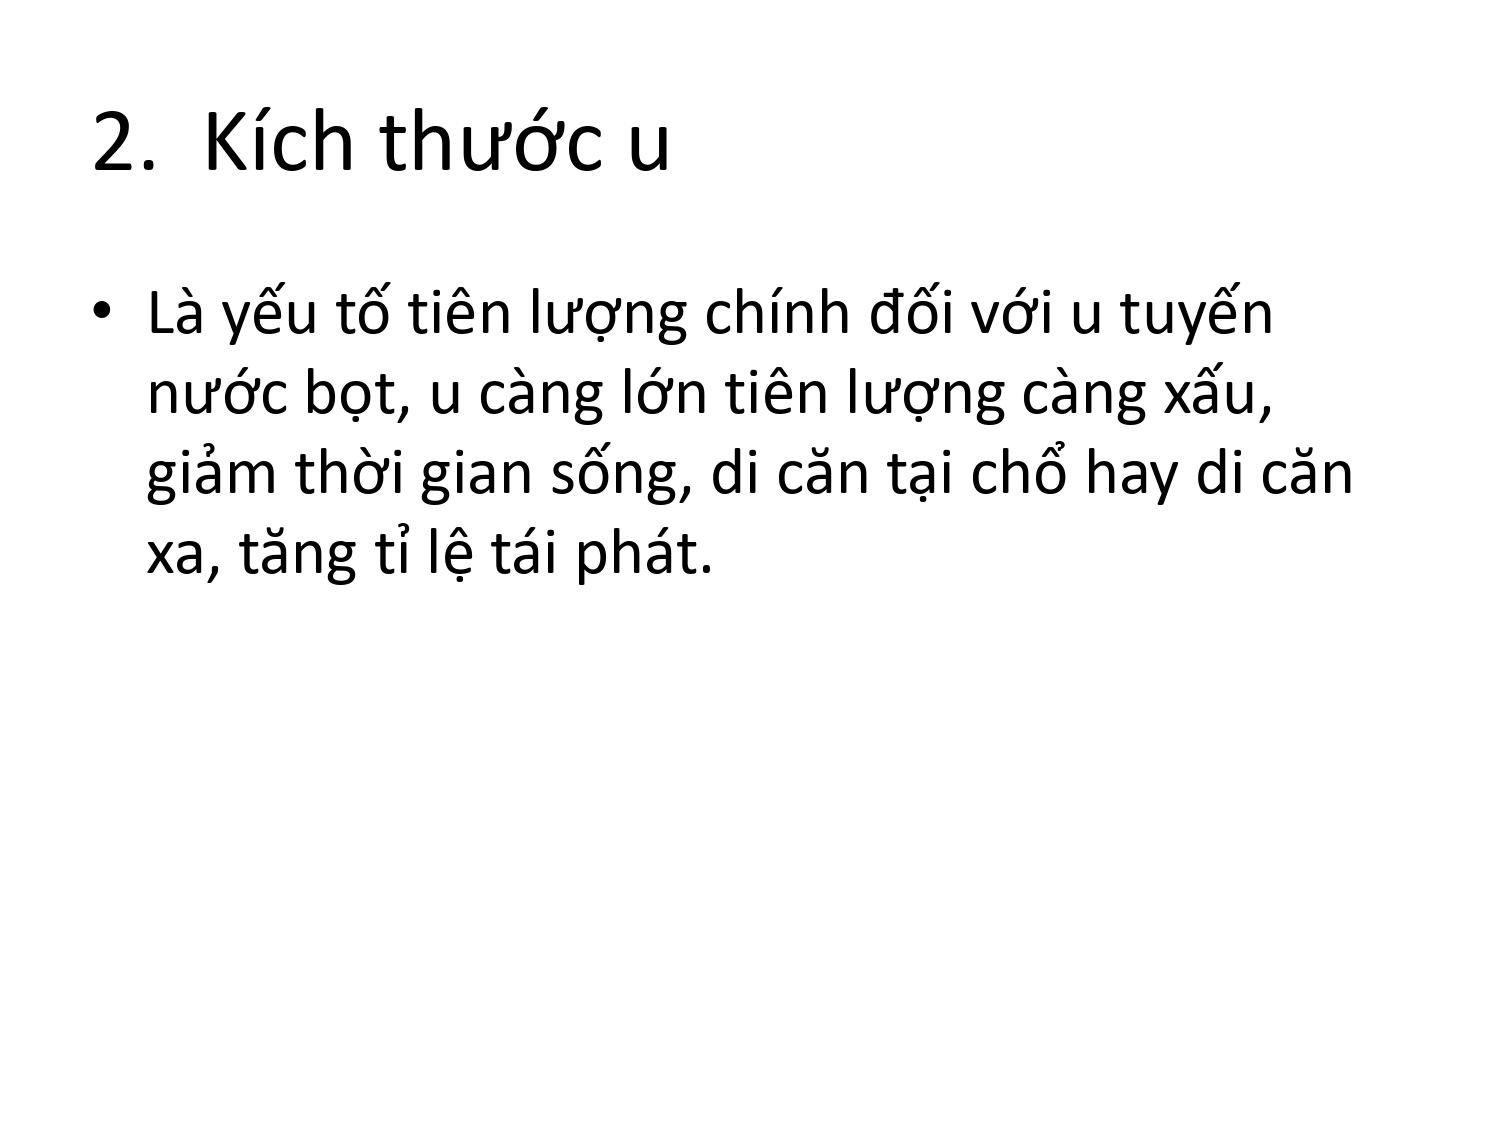 2. Kích thước u
• Là yếu tố tiên lượng chính đối với u tuyến
nước bọt, u càng lớn tiên lượng càng xấu,
giảm thời gian sống, di căn tại chổ hay di căn
xa, tăng tỉ lệ tái phát.